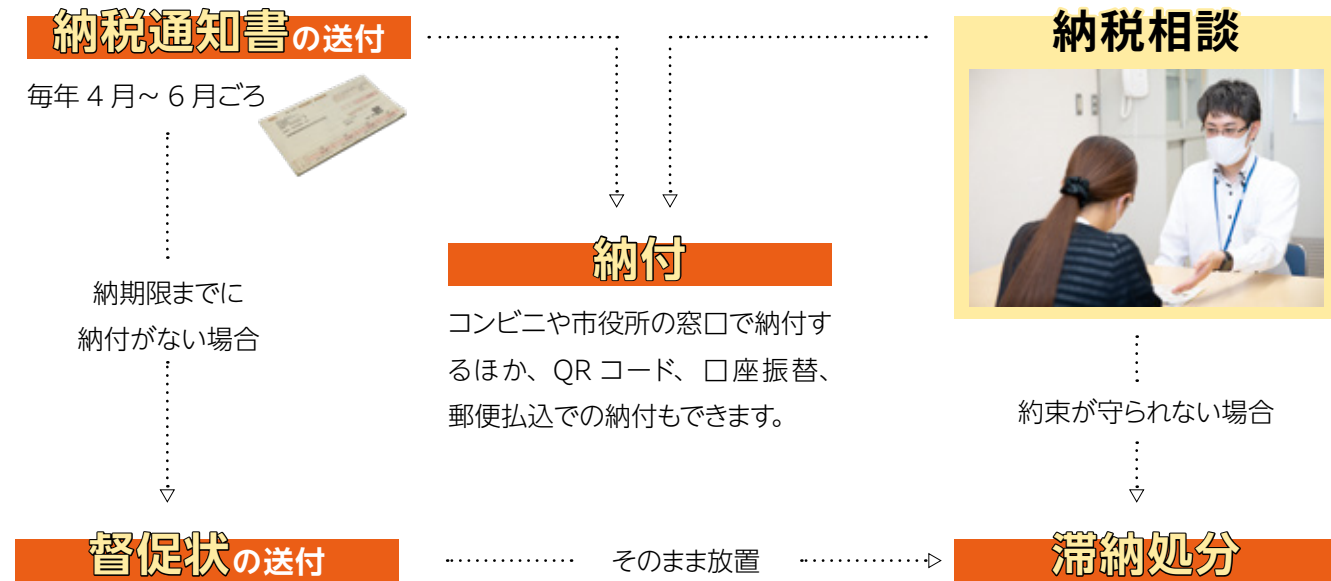 納税通知書の送付
毎年4月～6月ごろ
納期限までに
納付がない場合
督促状の送付
納付
コンビニや市役所の窓口で納付す
るほか、QRコード、口座振替、
郵便払込での納付もできます。
そのまま放置
納税相談
約束が守られない場合
滞納処分